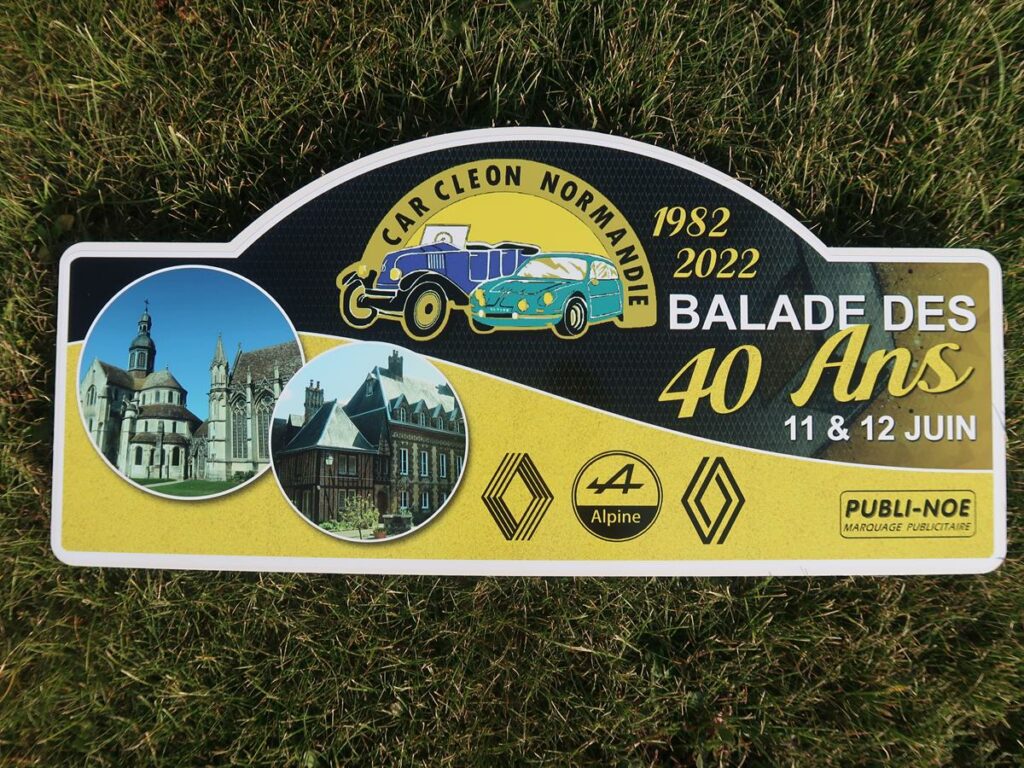 CAR CLEON NORMANDIE
1982
2022
BALADE DES
40 Ans
11 & 12 JUIN
A
Alpine
PUBLI-NOE
MARQUAGE PUBLICITAIRE